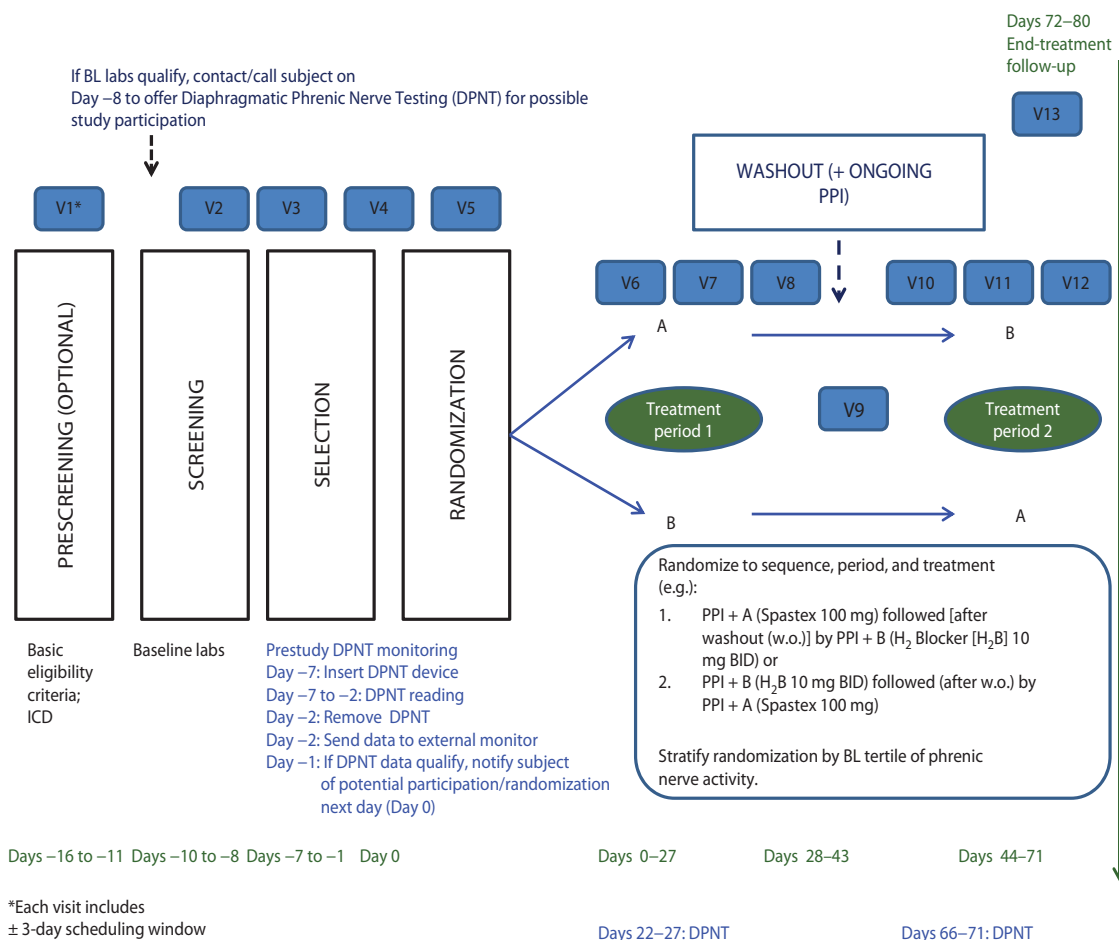 Days 72–80
End-treatment
follow-up
If BL labs qualify, contact/call subject on
Day –8 to offer Diaphragmatic Phrenic Nerve Testing (DPNT) for possible
study participation
V13
WASHOUT (+ ONGOING
PPI)
V1*
V2
V3
V4
V5
V6
V7
V8
V10
V11
V12
PRESCREENING (OPTIONAL)
SCREENING
SELECTION
RANDOMIZATION
A
B
Treatment
period 1
V9
Treatment
period 2
B
A
Basic
eligibility
criteria;
ICD
Baseline labs
Prestudy DPNT monitoring
Day –7: Insert DPNT device
Day –7 to –2: DPNT reading
Day –2: Remove DPNT
Day –2: Send data to external monitor
Day –1: If DPNT data qualify, notify subject
of potential participation/randomization
next day (Day 0)
Randomize to sequence, period, and treatment
(e.g.):
1. PPI + A (Spastex 100 mg) followed [after
washout (w.o.)] by PPI + B (H₂ Blocker [H₂B] 10
mg BID) or
2. PPI + B (H₂B 10 mg BID) followed (after w.o.) by
PPI + A (Spastex 100 mg)
Stratify randomization by BL tertile of phrenic
nerve activity.
Days –16 to –11
Days –10 to –8
Days –7 to –1
Day 0
Days 0–27
Days 28–43
Days 44–71
*Each visit includes
± 3-day scheduling window
Days 22–27: DPNT
Days 66–71: DPNT